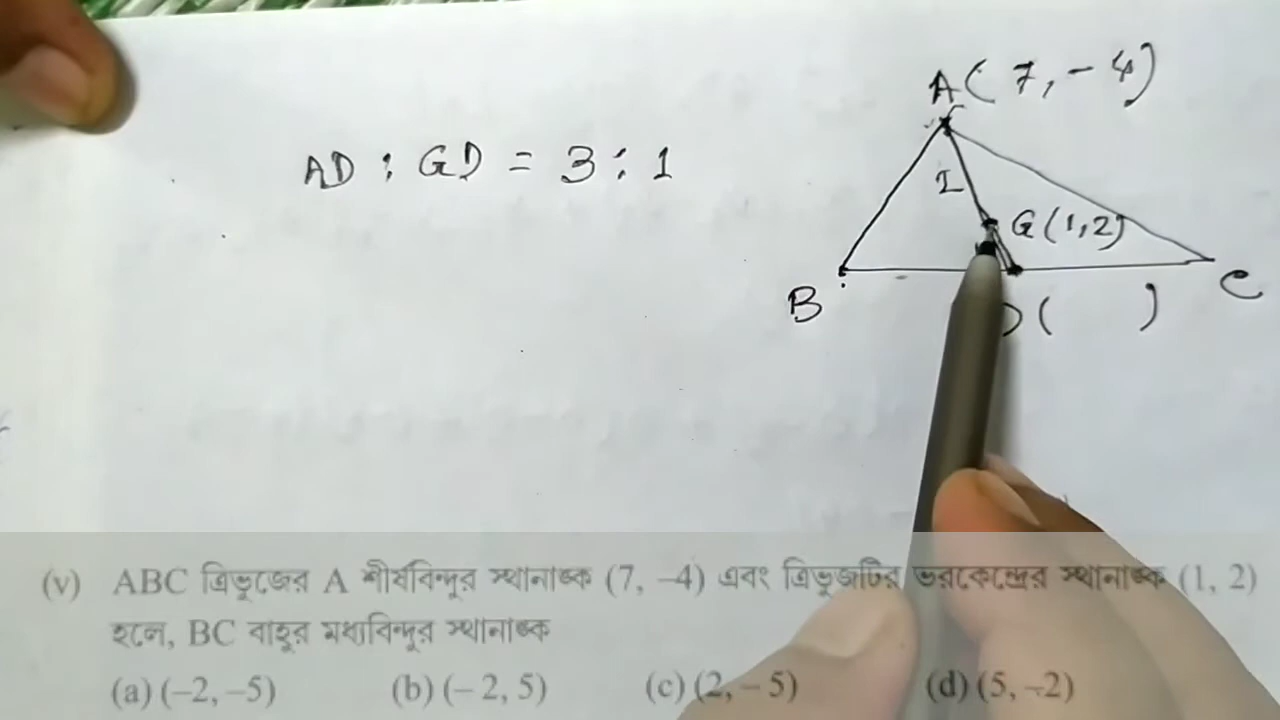 A(7,-4)
AD : GD = 3 : 1
G(1,2)
B
D( )
C
(v) ABC ত্রিভুজের A শীর্ষবিন্দুর স্থানাঙ্ক (7, –4) এবং ত্রিভুজটির ভরকেন্দ্রের স্থানাঙ্ক (1, 2)
হলে, BC বাহুর মধ্যবিন্দুর স্থানাঙ্ক
(a) (–2, –5) (b) (– 2, 5) (c) (2, – 5) (d) (5, –2)